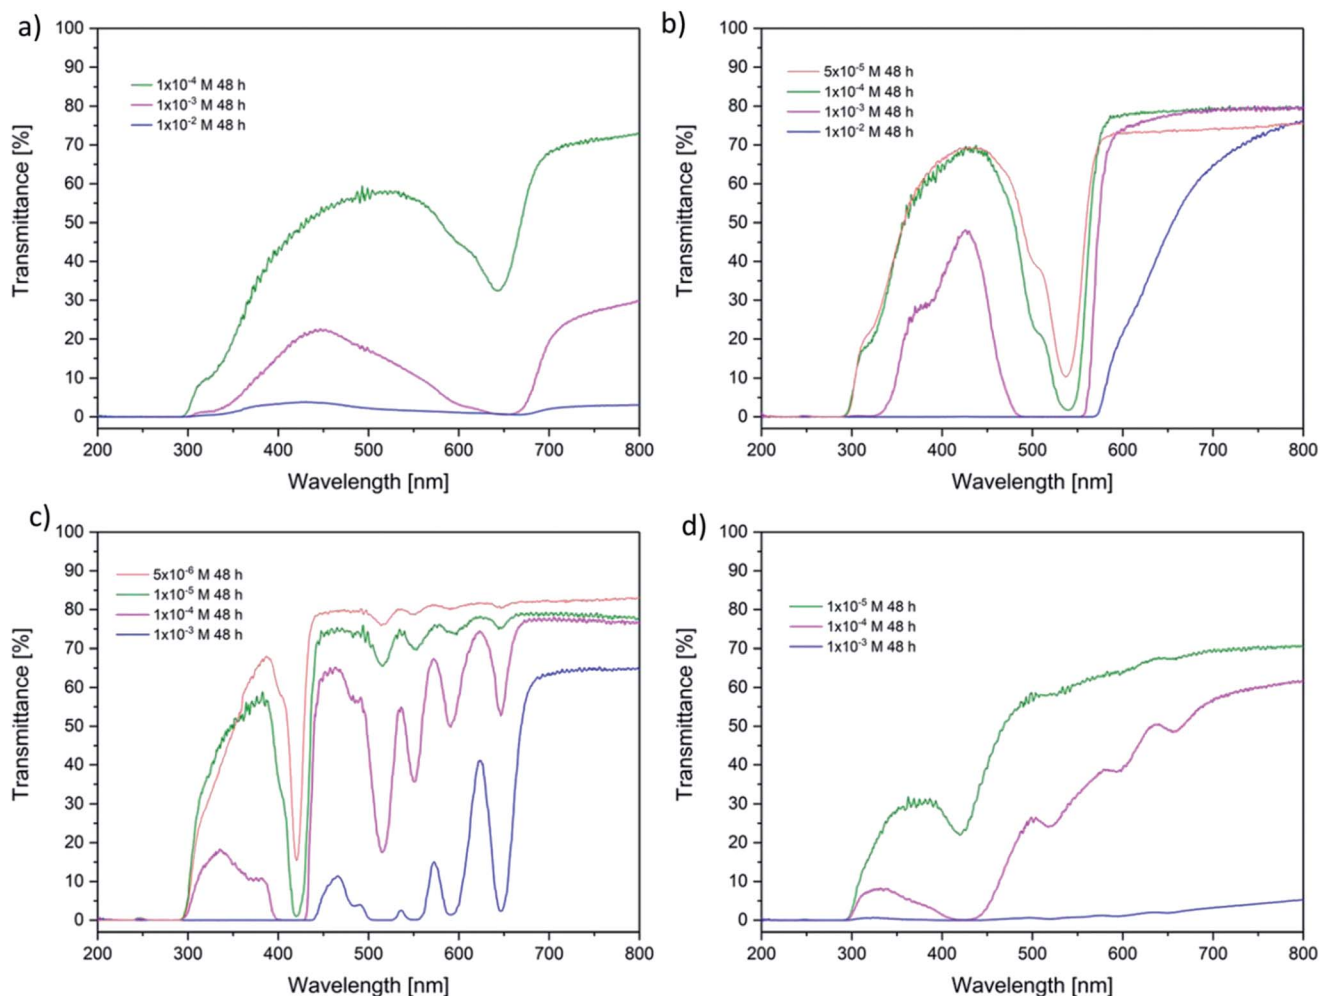 a)
100
90
80
70
60
50
40
30
20
10
0
Transmittance [%]
1x10⁻⁴ M 48 h
1x10⁻³ M 48 h
1x10⁻² M 48 h
200 300 400 500 600 700 800
Wavelength [nm]
b)
100
90
80
70
60
50
40
30
20
10
0
Transmittance [%]
5x10⁻⁵ M 48 h
1x10⁻⁴ M 48 h
1x10⁻³ M 48 h
1x10⁻² M 48 h
200 300 400 500 600 700 800
Wavelength [nm]
c)
100
90
80
70
60
50
40
30
20
10
0
Transmittance [%]
5x10⁻⁶ M 48 h
1x10⁻⁵ M 48 h
1x10⁻⁴ M 48 h
1x10⁻³ M 48 h
200 300 400 500 600 700 800
Wavelength [nm]
d)
100
90
80
70
60
50
40
30
20
10
0
Transmittance [%]
1x10⁻⁵ M 48 h
1x10⁻⁴ M 48 h
1x10⁻³ M 48 h
200 300 400 500 600 700 800
Wavelength [nm]